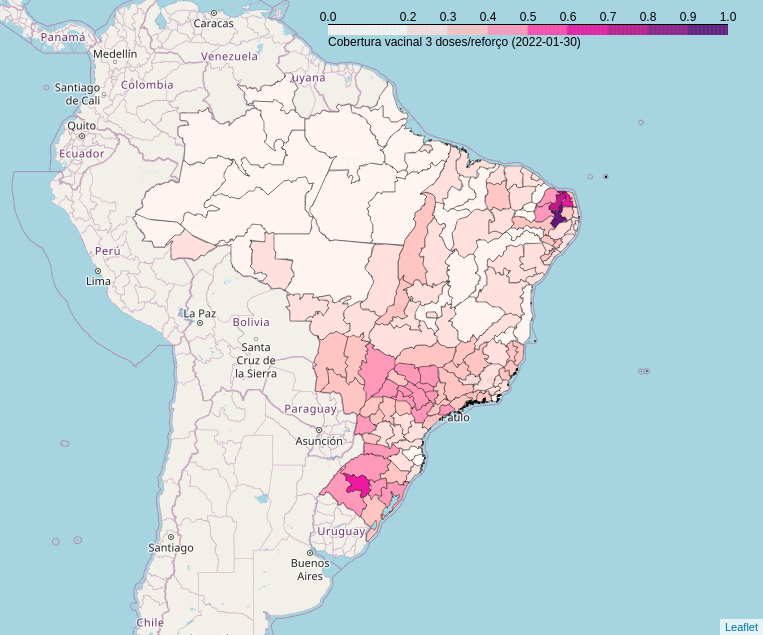 0.0 0.2 0.3 0.4 0.5 0.6 0.7 0.8 0.9 1.0
Cobertura vacinal 3 doses/reforço (2022-01-30)
Caracas
Panama
Medellín
Venezuela
uyana
Santiago
de Cali
Colombia
Quito
Ecuador
Perú
Lima
La Paz
Bolivia
Santa
Cruz de
la Sierra
Paraguay
Paulo
Asunción
Uruguay
Santiago
Buenos
Aires
Chile
Leaflet